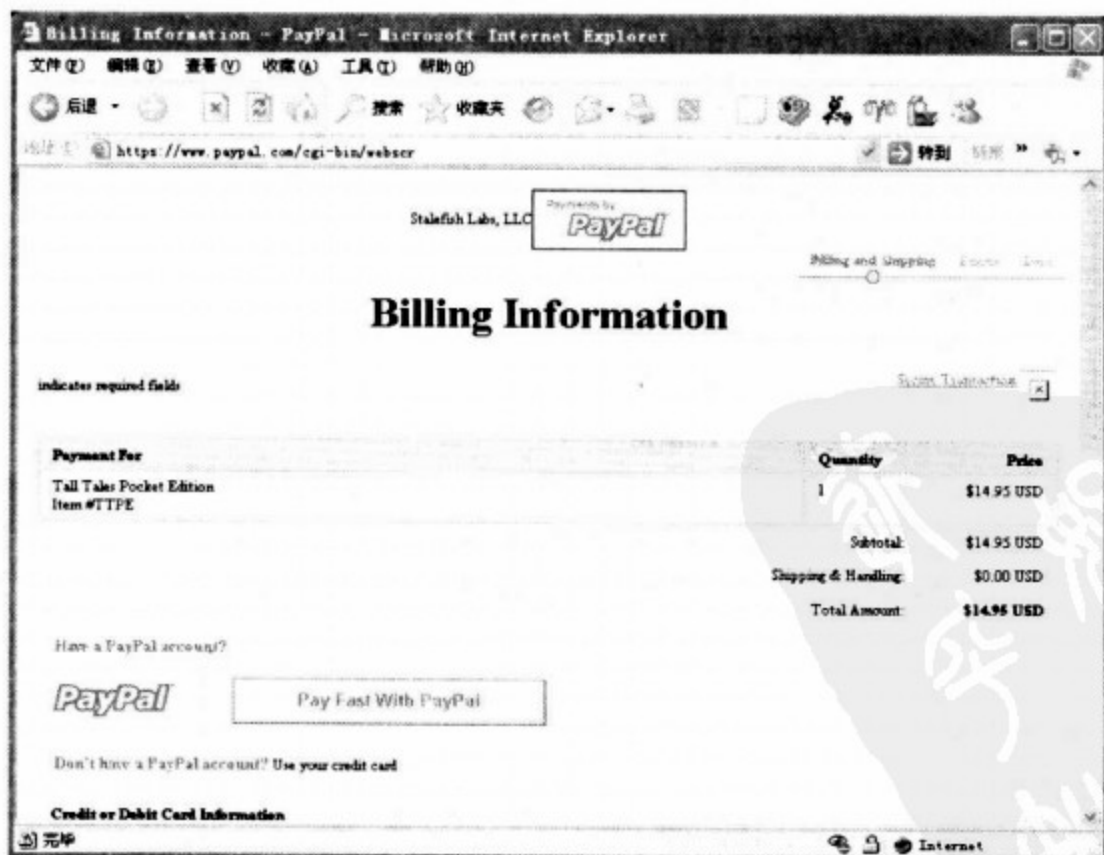 Billing Information - PayPal - Microsoft Internet Explorer
文件(F) 编辑(E) 查看(V) 收藏(A) 工具(T) 帮助(H)
后退 搜索 收藏夹
地址(D) https://www.paypal.com/cgi-bin/webscr 转到 »
Stalefish Labs, LLC
Payments by
PayPal
Billing and Shipping
Billing Information
indicates required fields
Secure Transaction
Payment For Quantity Price
Tall Tales Pocket Edition 1 $14.95 USD
Item #TTPE
Subtotal: $14.95 USD
Shipping & Handling: $0.00 USD
Total Amount: $14.95 USD
Have a PayPal account?
PayPal Pay Fast With PayPal
Don't have a PayPal account? Use your credit card
Credit or Debit Card Information
完毕 Internet